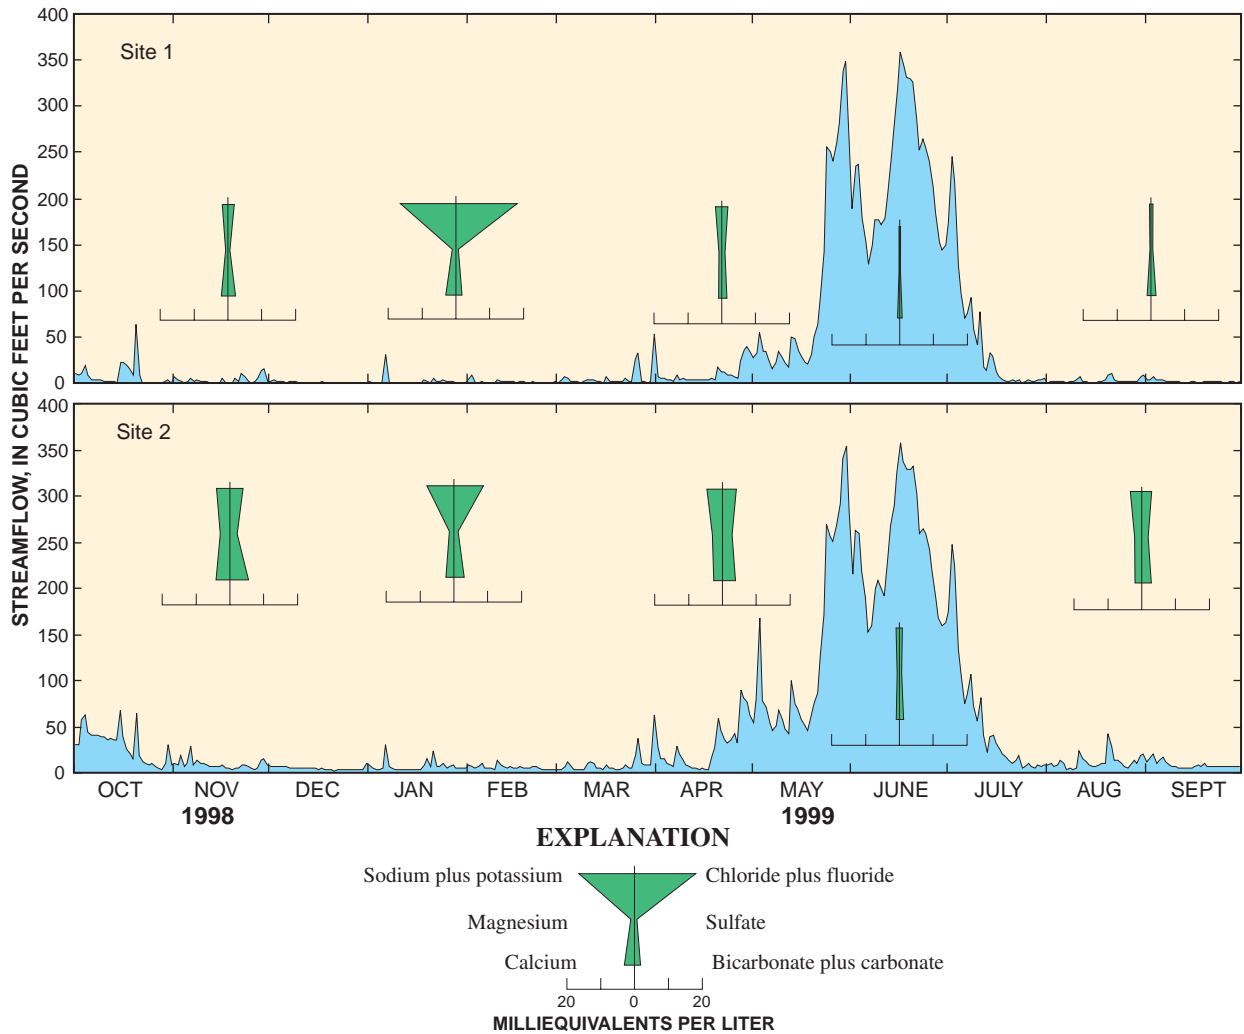 400
Site 1
350
300
250
200
150
100
50
0
STREAMFLOW, IN CUBIC FEET PER SECOND
400
Site 2
350
300
250
200
150
100
50
0
OCT NOV DEC JAN FEB MAR APR MAY JUNE JULY AUG SEPT
1998 1999
EXPLANATION
Sodium plus potassium Chloride plus fluoride
Magnesium Sulfate
Calcium Bicarbonate plus carbonate
20 0 20
MILLIEQUIVALENTS PER LITER